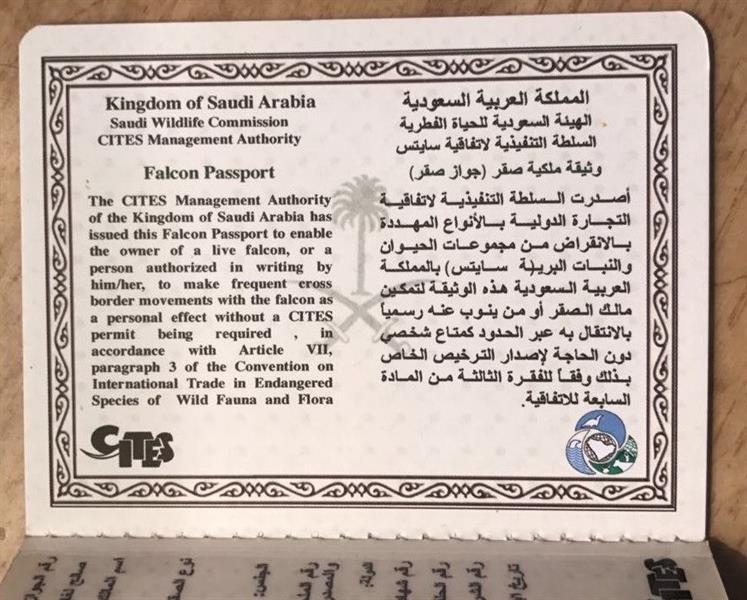 Kingdom of Saudi Arabia
Saudi Wildlife Commission
CITES Management Authority
Falcon Passport
The CITES Management Authority
of the Kingdom of Saudi Arabia has
issued this Falcon Passport to enable
the owner of a live falcon, or a
person authorized in writing by
him/her, to make frequent cross
border movements with the falcon as
a personal effect without a CITES
permit being required , in
accordance with Article VII,
paragraph 3 of the Convention on
International Trade in Endangered
Species of Wild Fauna and Flora
CITES
المملكة العربية السعودية
الهيئة السعودية للحياة الفطرية
السلطة التنفيذية لاتفاقية سايتس
وثيقة ملكية صقر (جواز صقر)
أصدرت السلطة التنفيذية لاتفاقية
التجارة الدولية بالأنواع المهددة
بالانقراض من مجموعات الحيوان
والنبات البرية (سايتس) بالمملكة
العربية السعودية هذه الوثيقة لتمكين
مالك الصقر أو من ينوب عنه رسمياً
بالانتقال به عبر الحدود كمتاع شخصي
دون الحاجة لإصدار الترخيص الخاص
بذلك وفقاً للفقرة الثالثة من المادة
السابعة للاتفاقية.